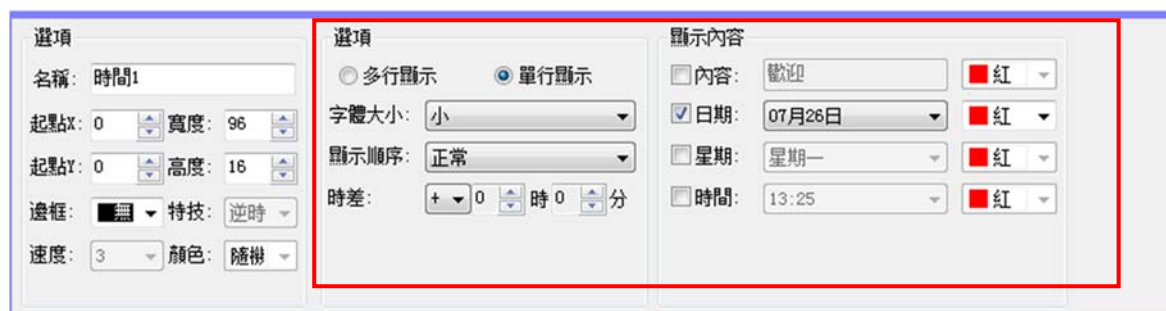 選項
名稱: 時間1
起點X: 0 寬度: 96
起點Y: 0 高度: 16
邊框: 無 特技: 逆時
速度: 3 顏色: 隨機
選項
多行顯示 單行顯示
字體大小: 小
顯示順序: 正常
時差: + 0 時 0 分
顯示內容
內容: 歡迎 紅
日期: 07月26日 紅
星期: 星期一 紅
時間: 13:25 紅